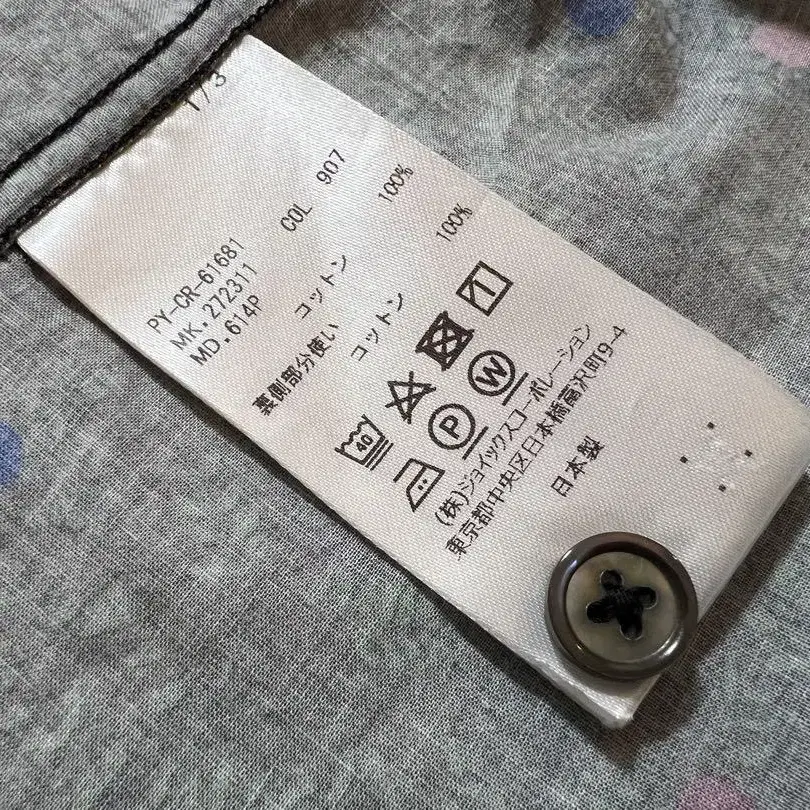 1/3
PY-CR-61681 COL 907
MK.272311
MD.614P
コットン 100%
裏側部分使い
コットン 100%
40
P W
(株)ジョイックスコーポレーション
東京都中央区日本橋富沢町9-4
日本製